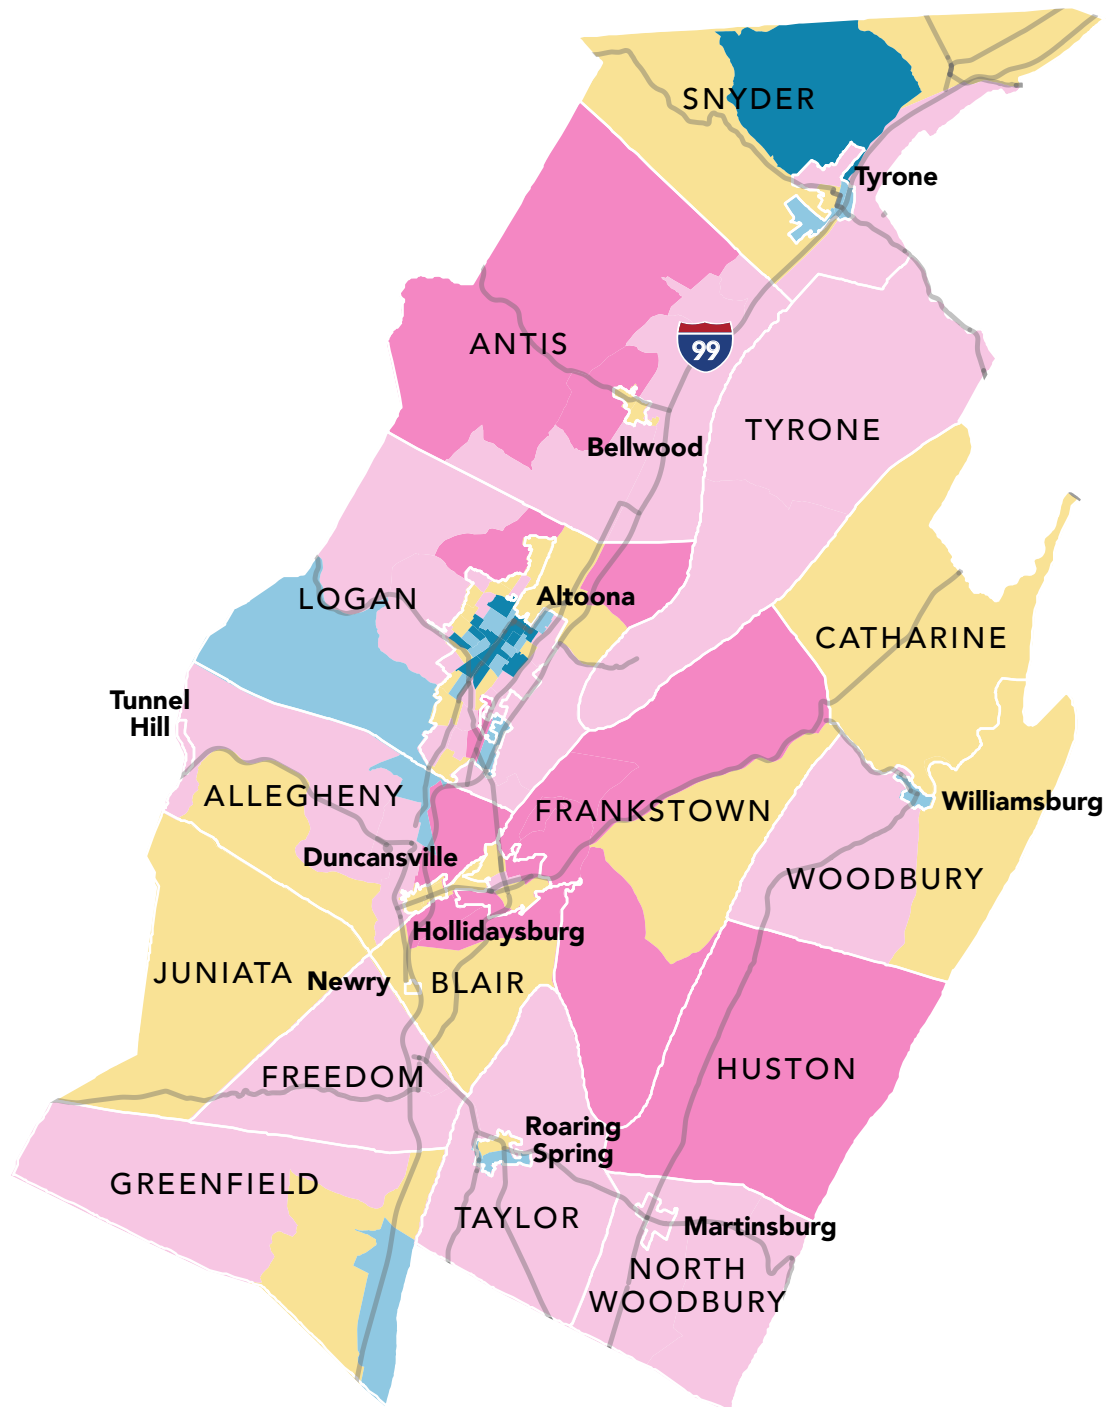 SNYDER
Tyrone
ANTIS
99
TYRONE
Bellwood
LOGAN
Altoona
CATHARINE
Tunnel
Hill
ALLEGHENY
FRANKSTOWN
Williamsburg
Duncansville
WOODBURY
Hollidaysburg
JUNIATA
Newry
BLAIR
FREEDOM
HUSTON
Roaring
Spring
GREENFIELD
TAYLOR
Martinsburg
NORTH
WOODBURY